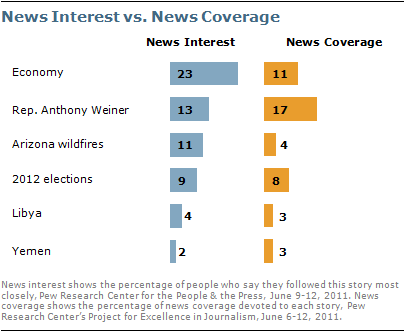 News Interest vs. News Coverage
News Interest News Coverage
Economy 23 11
Rep. Anthony Weiner 13 17
Arizona wildfires 11 4
2012 elections 9 8
Libya 4 3
Yemen 2 3
News interest shows the percentage of people who say they followed this story most
closely, Pew Research Center for the People & the Press, June 9-12, 2011. News
coverage shows the percentage of news coverage devoted to each story, Pew
Research Center's Project for Excellence in Journalism, June 6-12, 2011.